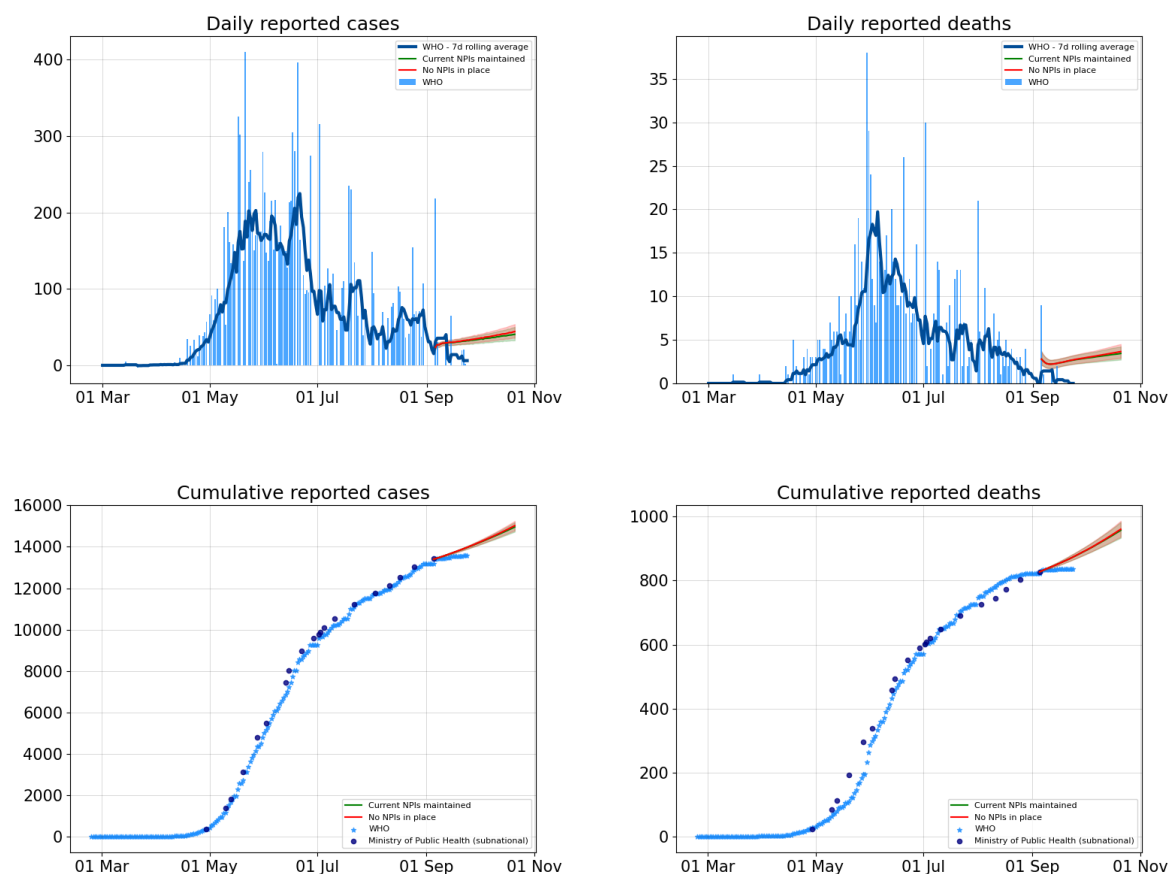 Daily reported cases
Daily reported deaths
WHO - 7d rolling average
Current NPIs maintained
No NPIs in place
WHO
WHO - 7d rolling average
Current NPIs maintained
No NPIs in place
WHO
400
300
200
100
0
35
30
25
20
15
10
5
0
01 Mar 01 May 01 Jul 01 Sep 01 Nov
01 Mar 01 May 01 Jul 01 Sep 01 Nov
Cumulative reported cases
Cumulative reported deaths
16000
14000
12000
10000
8000
6000
4000
2000
0
1000
800
600
400
200
0
Current NPIs maintained
No NPIs in place
WHO
Ministry of Public Health (subnational)
Current NPIs maintained
No NPIs in place
WHO
Ministry of Public Health (subnational)
01 Mar 01 May 01 Jul 01 Sep 01 Nov
01 Mar 01 May 01 Jul 01 Sep 01 Nov